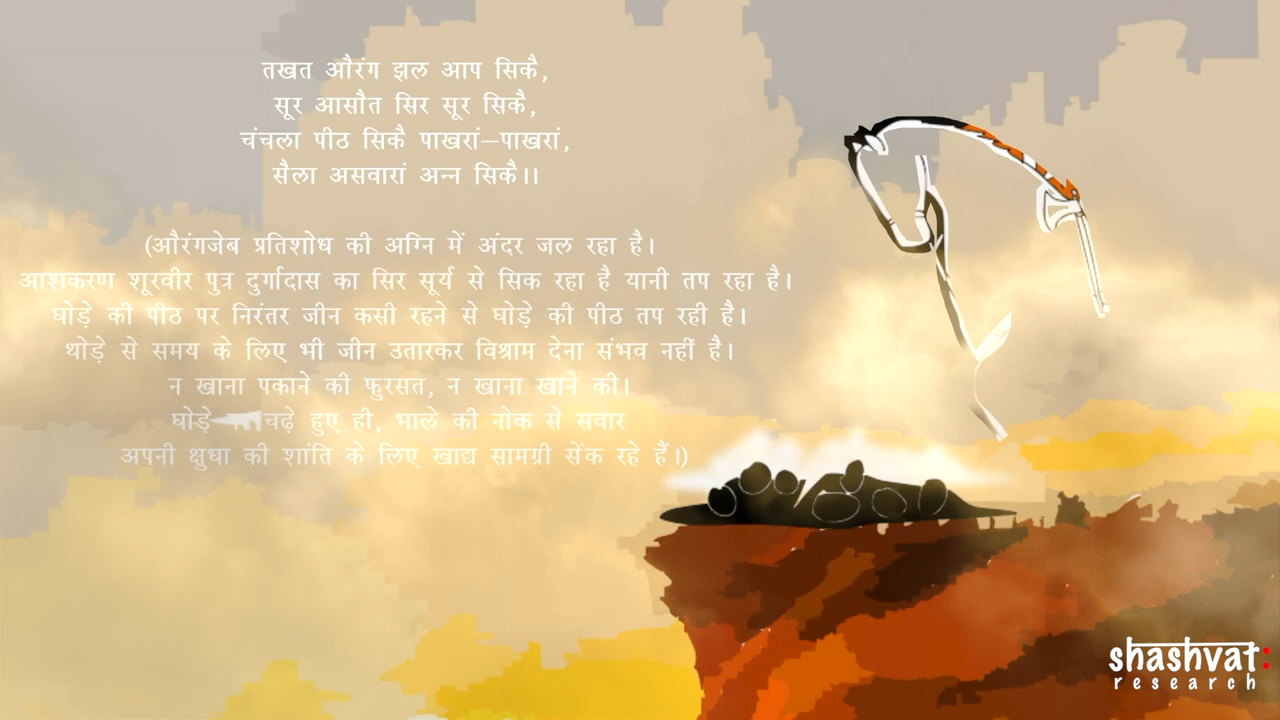 तखत औरंग झल आप सिकै,
सूर आसौत सिर सूर सिकै,
चंचला पीठ सिकै पाखरां–पाखरां,
सैला असवारां अन्न सिकै।।
(औरंगजेब प्रतिशोध की अग्नि में अंदर जल रहा है।
आशकरण शूरवीर पुत्र दुर्गादास का सिर सूर्य से सिक रहा है यानी तप रहा है।
घोड़े की पीठ पर निरंतर जीन कसी रहने से घोड़े की पीठ तप रही है।
थोड़े से समय के लिए भी जीन उतारकर विश्राम देना संभव नहीं है।
न खाना पकाने की फुरसत, न खाना खाने की।
घोड़े चढ़े हुए ही, भाले की नोक से सवार
अपनी क्षुधा की शांति के लिए खाद्य सामग्री सेंक रहे हैं।)
shashvat:
research